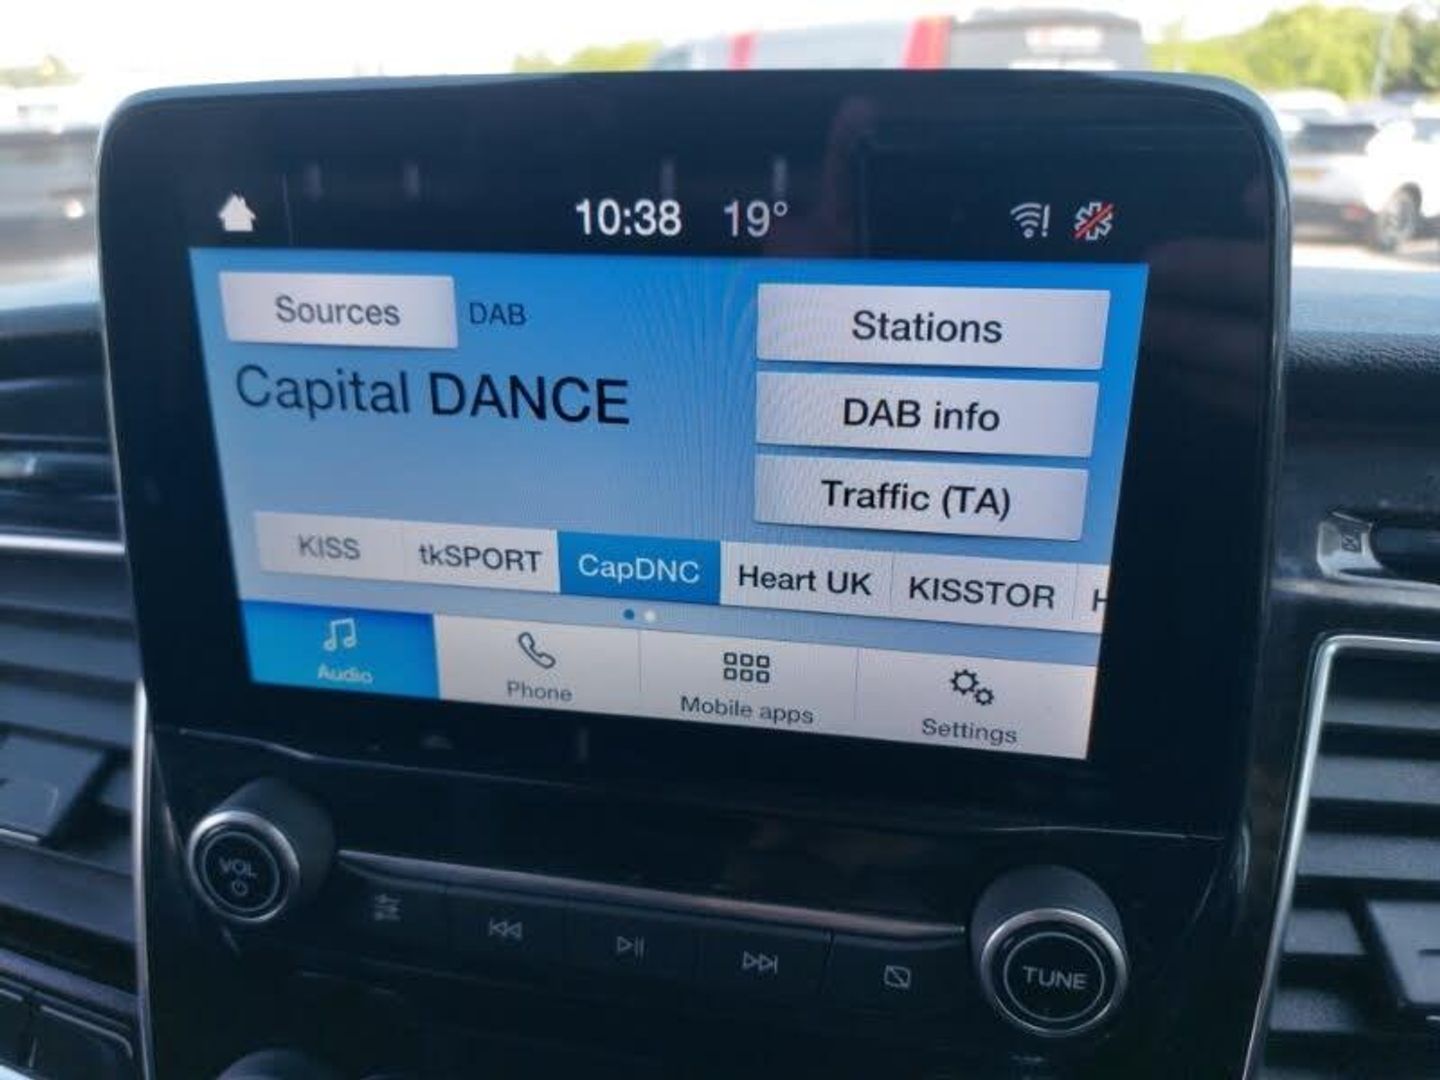 10:38 19°
Sources DAB
Stations
Capital DANCE
DAB info
Traffic (TA)
KISS tkSPORT CapDNC Heart UK KISSTOR H
Audio Phone Mobile apps Settings
VOL
TUNE